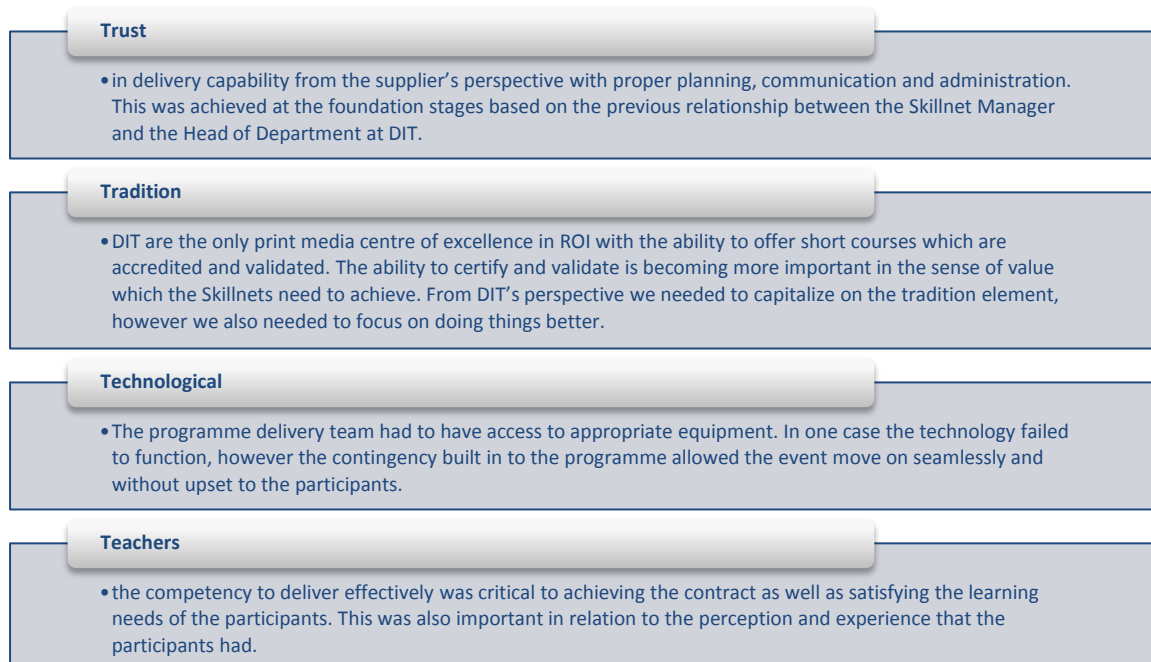 Trust
•in delivery capability from the supplier’s perspective with proper planning, communication and administration.
This was achieved at the foundation stages based on the previous relationship between the Skillnet Manager
and the Head of Department at DIT.
Tradition
•DIT are the only print media centre of excellence in ROI with the ability to offer short courses which are
accredited and validated. The ability to certify and validate is becoming more important in the sense of value
which the Skillnets need to achieve. From DIT’s perspective we needed to capitalize on the tradition element,
however we also needed to focus on doing things better.
Technological
•The programme delivery team had to have access to appropriate equipment. In one case the technology failed
to function, however the contingency built in to the programme allowed the event move on seamlessly and
without upset to the participants.
Teachers
•the competency to deliver effectively was critical to achieving the contract as well as satisfying the learning
needs of the participants. This was also important in relation to the perception and experience that the
participants had.